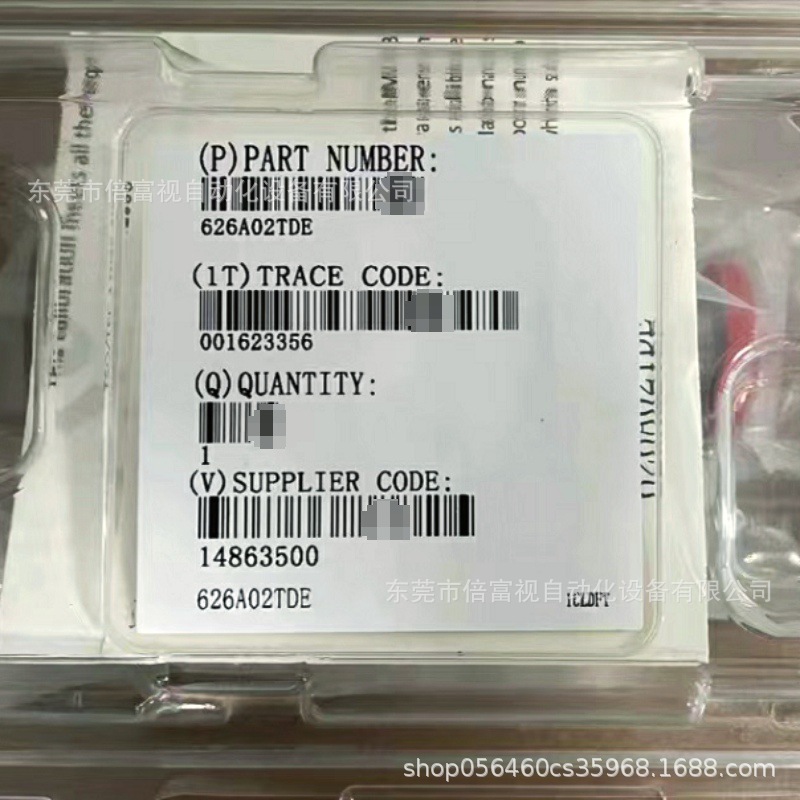 (P)PART NUMBER:
东莞市倍富视自动化设备有限公司
626A02TDE
(1T)TRACE CODE:
001623356
(Q)QUANTITY:
1
(V)SUPPLIER CODE:
14863500
东莞市倍富视自动化设备有限公司
626A02TDE
shop056460cs35968.1688.com